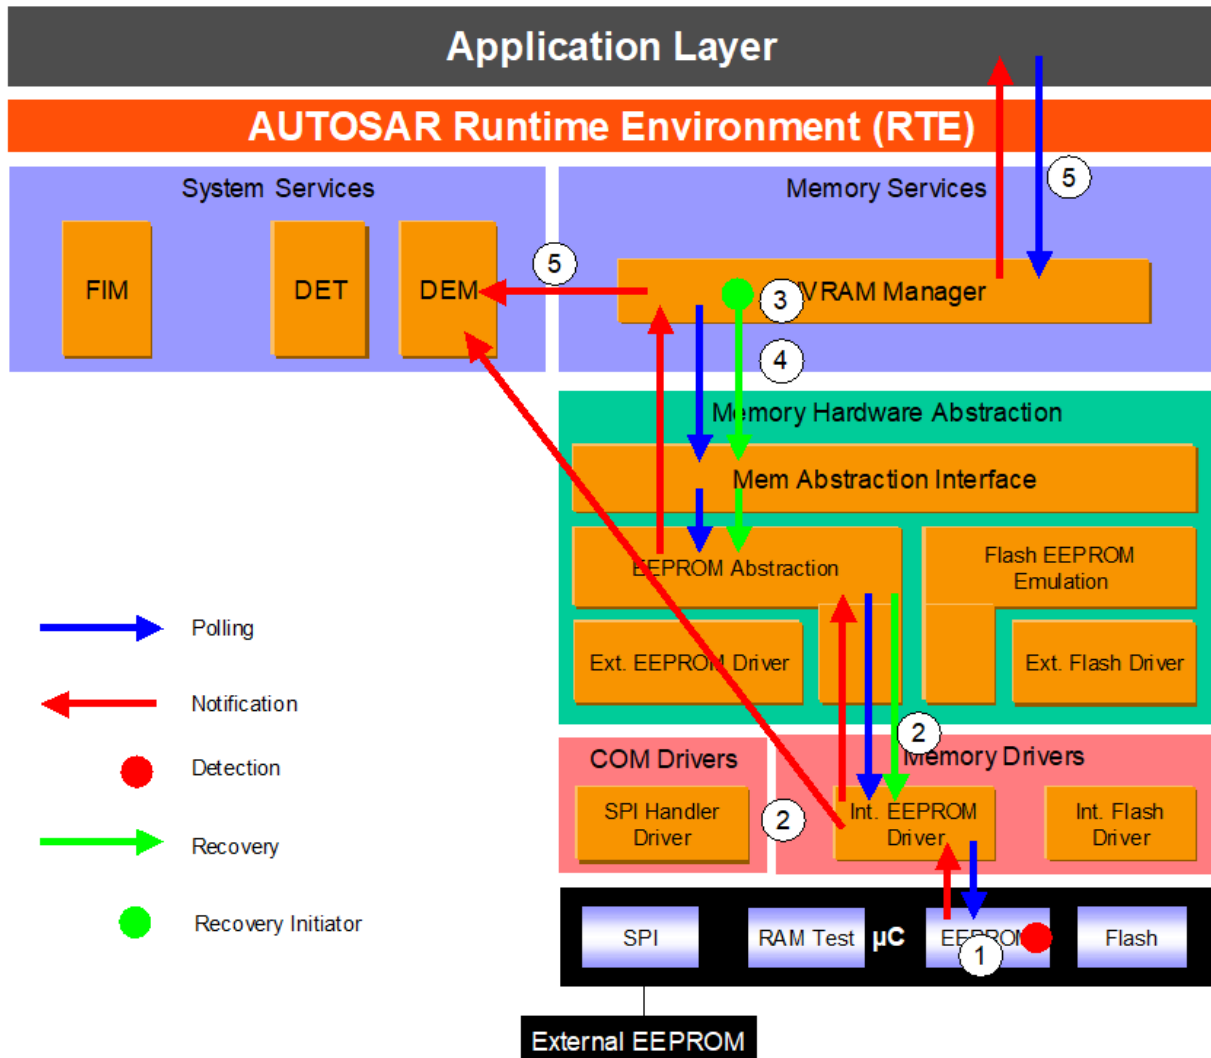 Application Layer
AUTOSAR Runtime Environment (RTE)
System Services
Memory Services
5
FIM
DET
DEM
5
3
VRAM Manager
4
Memory Hardware Abstraction
Mem Abstraction Interface
EEPROM Abstraction
Flash EEPROM
Emulation
Ext. EEPROM Driver
Ext. Flash Driver
Polling
Notification
Detection
Recovery
Recovery Initiator
2
COM Drivers
Memory Drivers
SPI Handler
Driver
2
Int. EEPROM
Driver
Int. Flash
Driver
SPI
RAM Test
µC
EEPROM
1
Flash
External EEPROM